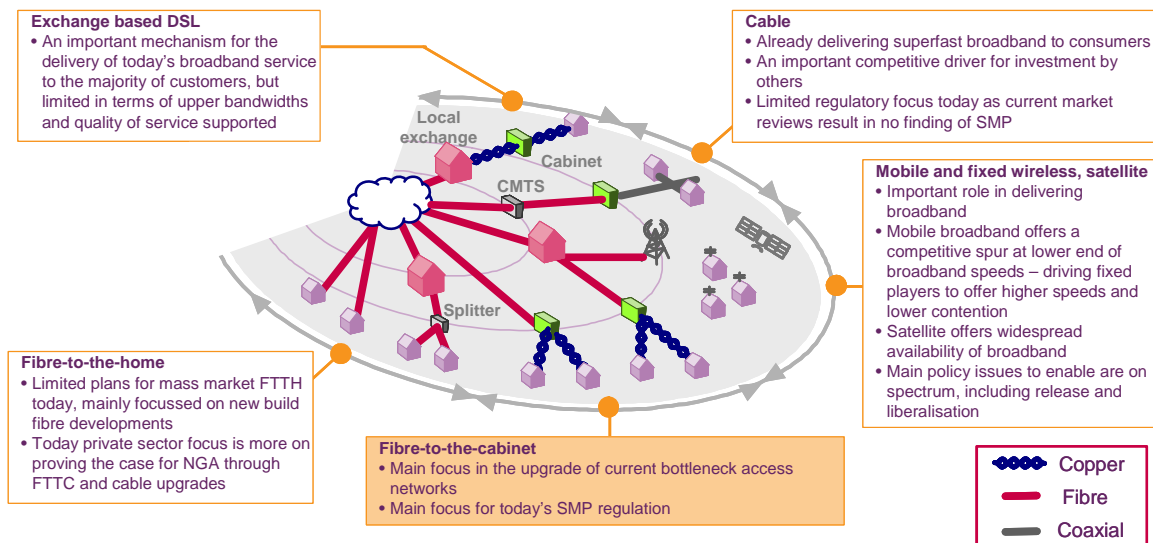 Exchange based DSL
• An important mechanism for the
delivery of today's broadband service
to the majority of customers, but
limited in terms of upper bandwidths
and quality of service supported
Cable
• Already delivering superfast broadband to consumers
• An important competitive driver for investment by
others
• Limited regulatory focus today as current market
reviews result in no finding of SMP
Local
exchange
Cabinet
CMTS
Splitter
Mobile and fixed wireless, satellite
• Important role in delivering
broadband
• Mobile broadband offers a
competitive spur at lower end of
broadband speeds – driving fixed
players to offer higher speeds and
lower contention
• Satellite offers widespread
availability of broadband
• Main policy issues to enable are on
spectrum, including release and
liberalisation
Fibre-to-the-home
• Limited plans for mass market FTTH
today, mainly focussed on new build
fibre developments
• Today private sector focus is more on
proving the case for NGA through
FTTC and cable upgrades
Fibre-to-the-cabinet
• Main focus in the upgrade of current bottleneck access
networks
• Main focus for today's SMP regulation
Copper
Fibre
Coaxial